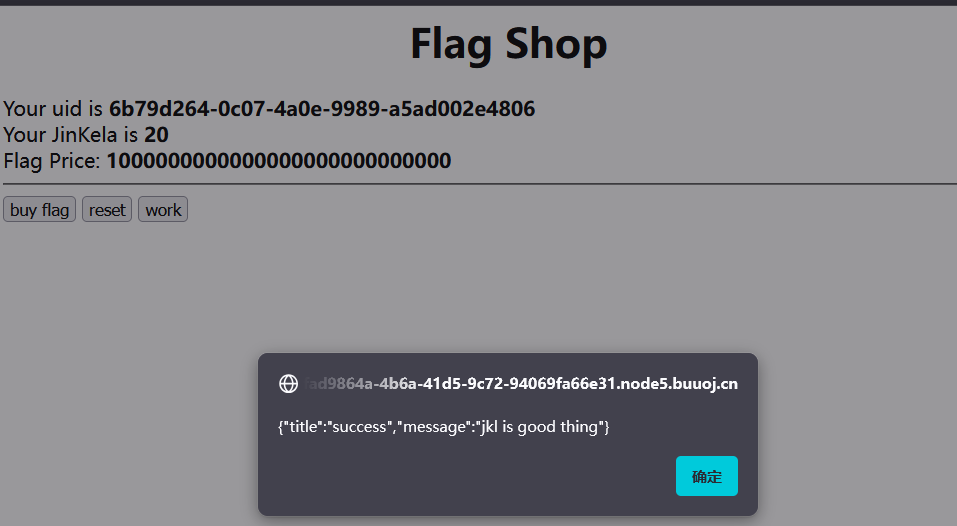 Flag Shop
Your uid is 6b79d264-0c07-4a0e-9989-a5ad002e4806
Your JinKela is 20
Flag Price: 1000000000000000000000000000
buy flag reset work
fad9864a-4b6a-41d5-9c72-94069fa66e31.node5.buuoj.cn
{"title":"success","message":"jkl is good thing"}
确定